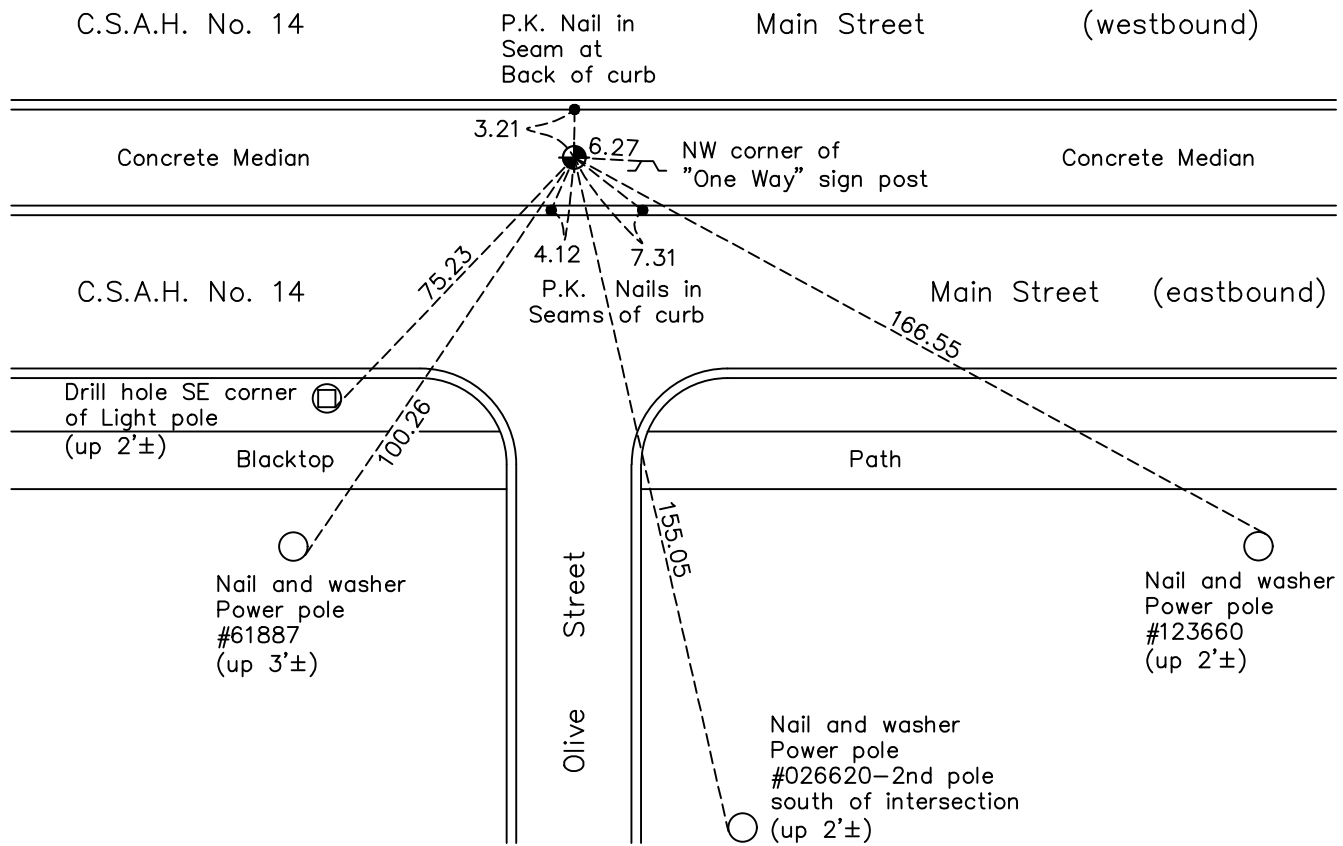 C.S.A.H. No. 14
P.K. Nail in
Seam at
Back of curb
Main Street (westbound)
3.21
6.27
Concrete Median
NW corner of
"One Way" sign post
Concrete Median
4.12
7.31
75.23
P.K. Nails in
Seams of curb
C.S.A.H. No. 14
Main Street (eastbound)
166.55
Drill hole SE corner
of Light pole
(up 2'±)
100.26
Blacktop
Path
155.05
Nail and washer
Power pole
#61887
(up 3'±)
Olive Street
Nail and washer
Power pole
#123660
(up 2'±)
Nail and washer
Power pole
#026620-2nd pole
south of intersection
(up 2'±)